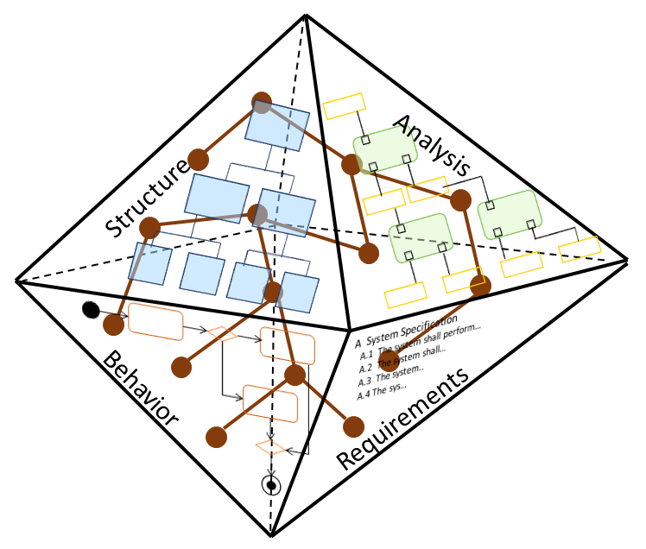 Structure
Analysis
Behavior
Requirements
A System Specification
A.1 The system shall perform...
A.2 The system shall...
A.3 The system..
A.4 The sys...